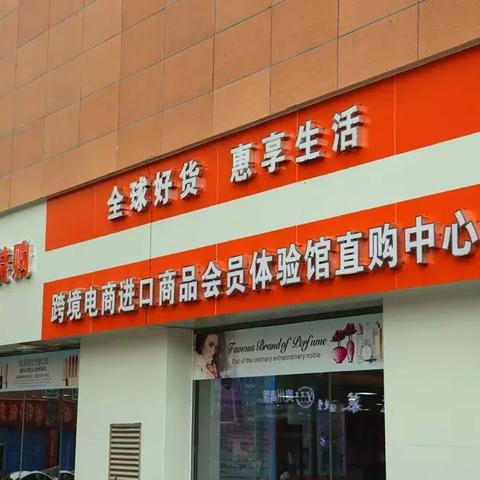 全球好货 惠享生活
跨境电商进口商品会员体验馆直购中心
购
Famous Brand of Perfume
Out of the ordinary extraordinary noble